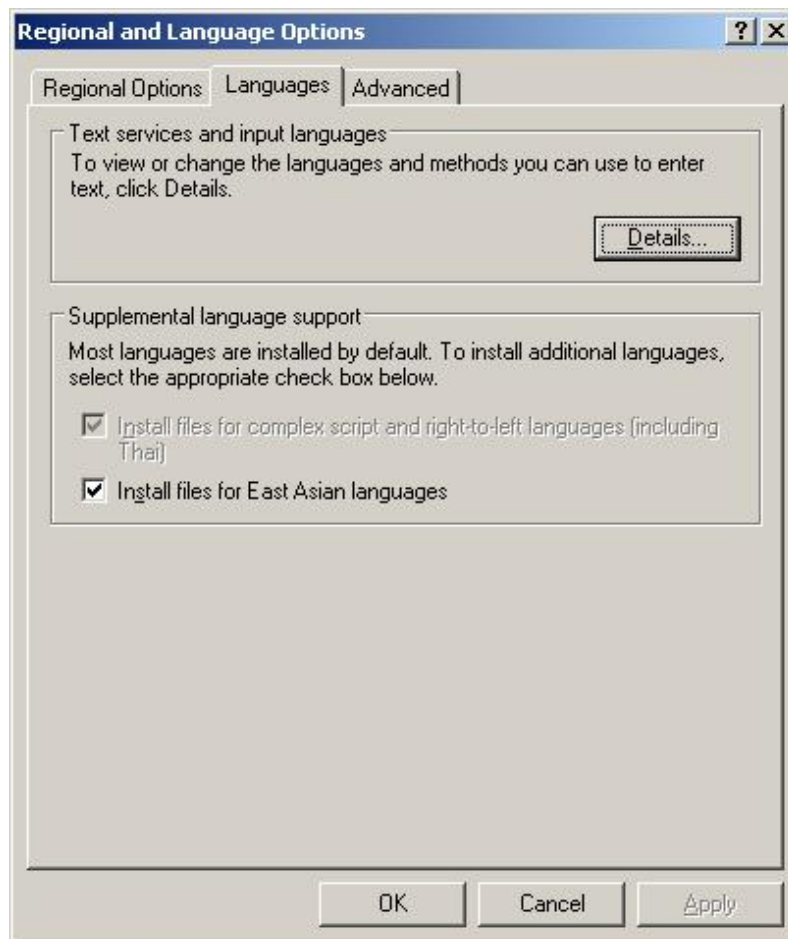 Regional and Language Options
Regional Options Languages Advanced
Text services and input languages
To view or change the languages and methods you can use to enter
text, click Details.
Details...
Supplemental language support
Most languages are installed by default. To install additional languages,
select the appropriate check box below.
Install files for complex script and right-to-left languages (including
Thai)
Install files for East Asian languages
OK Cancel Apply